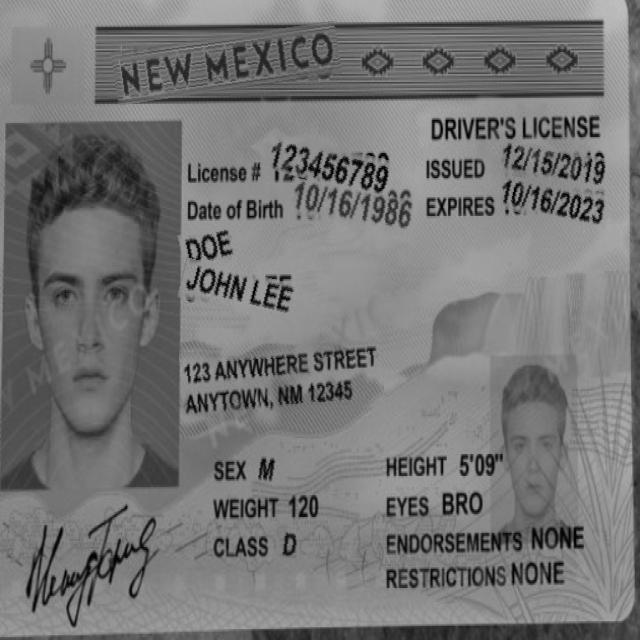 NEW MEXICO
DRIVER'S LICENSE
License # 123456789
ISSUED 12/15/2019
Date of Birth 10/16/1986
EXPIRES 10/16/2023
DOE
JOHN LEE
123 ANYWHERE STREET
ANYTOWN, NM 12345
SEX M
HEIGHT 5'09"
WEIGHT 120
EYES BRO
CLASS D
ENDORSEMENTS NONE
RESTRICTIONS NONE